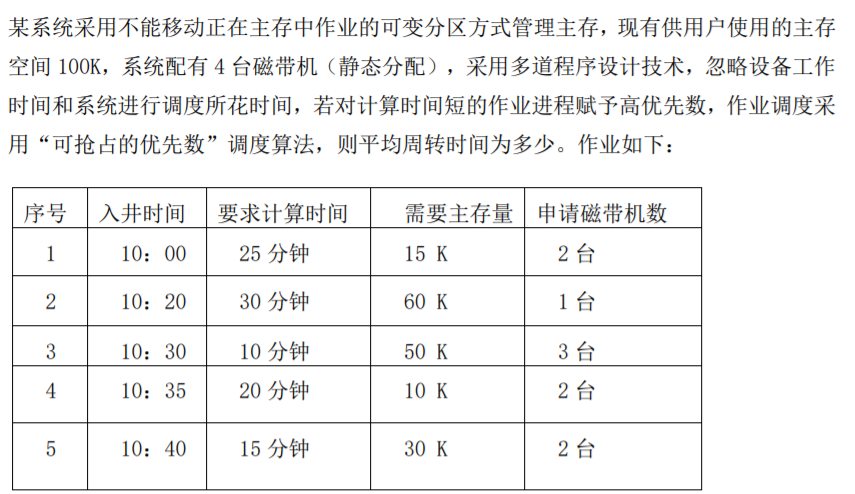 某系统采用不能移动正在主存中作业的可变分区方式管理主存，现有供用户使用的主存
空间 100K，系统配有 4 台磁带机（静态分配），采用多道程序设计技术，忽略设备工作
时间和系统进行调度所花时间，若对计算时间短的作业进程赋予高优先数，作业调度采
用“可抢占的优先数”调度算法，则平均周转时间为多少。作业如下：
序号 入井时间 要求计算时间 需要主存量 申请磁带机数
1 10：00 25 分钟 15 K 2 台
2 10：20 30 分钟 60 K 1 台
3 10：30 10 分钟 50 K 3 台
4 10：35 20 分钟 10 K 2 台
5 10：40 15 分钟 30 K 2 台